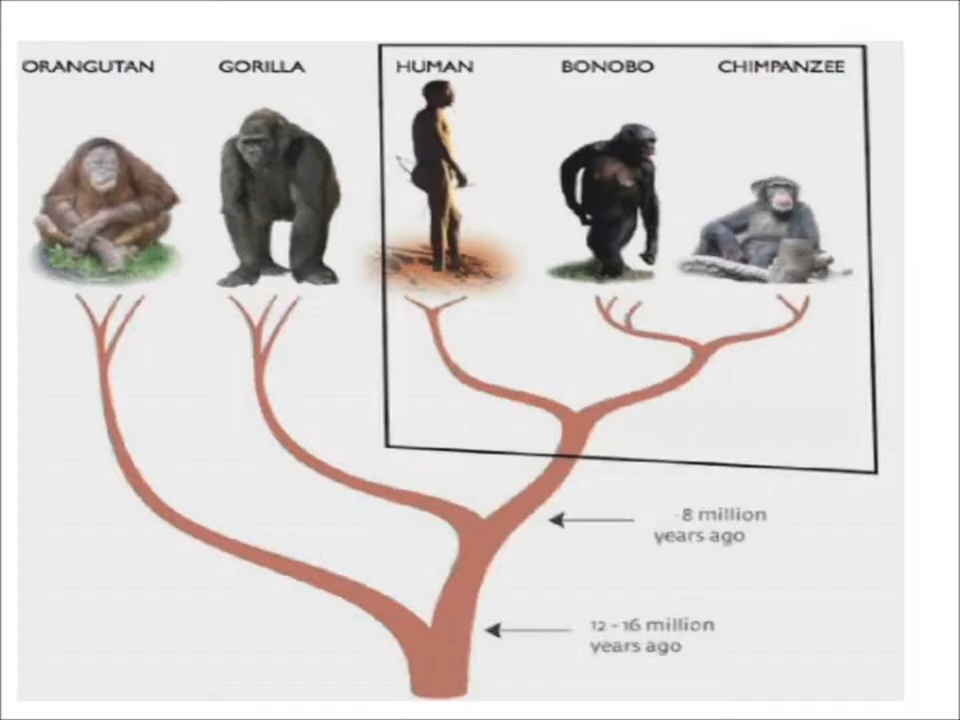 ORANGUTAN
GORILLA
HUMAN
BONOBO
CHIMPANZEE
-8 million
years ago
12 - 16 million
years ago